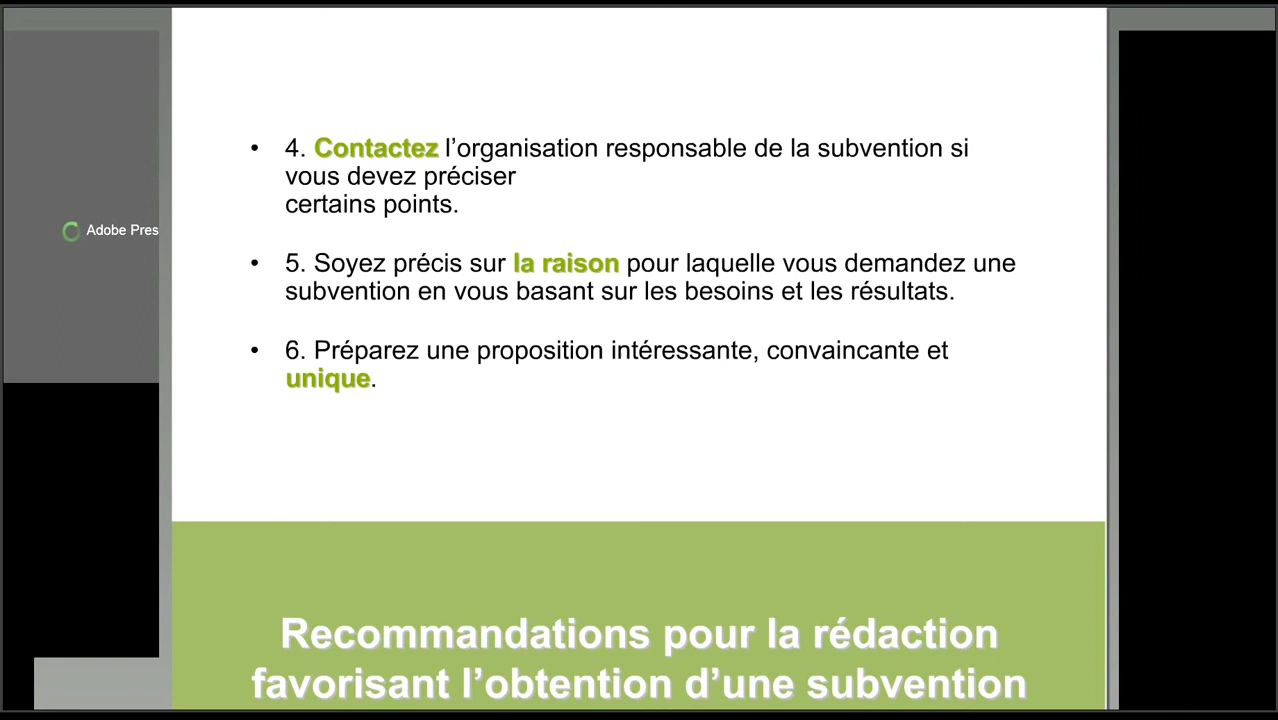 • 4. Contactez l’organisation responsable de la subvention si
vous devez préciser
certains points.
• 5. Soyez précis sur la raison pour laquelle vous demandez une
subvention en vous basant sur les besoins et les résultats.
• 6. Préparez une proposition intéressante, convaincante et
unique.
Adobe Pres
Recommandations pour la rédaction
favorisant l’obtention d’une subvention